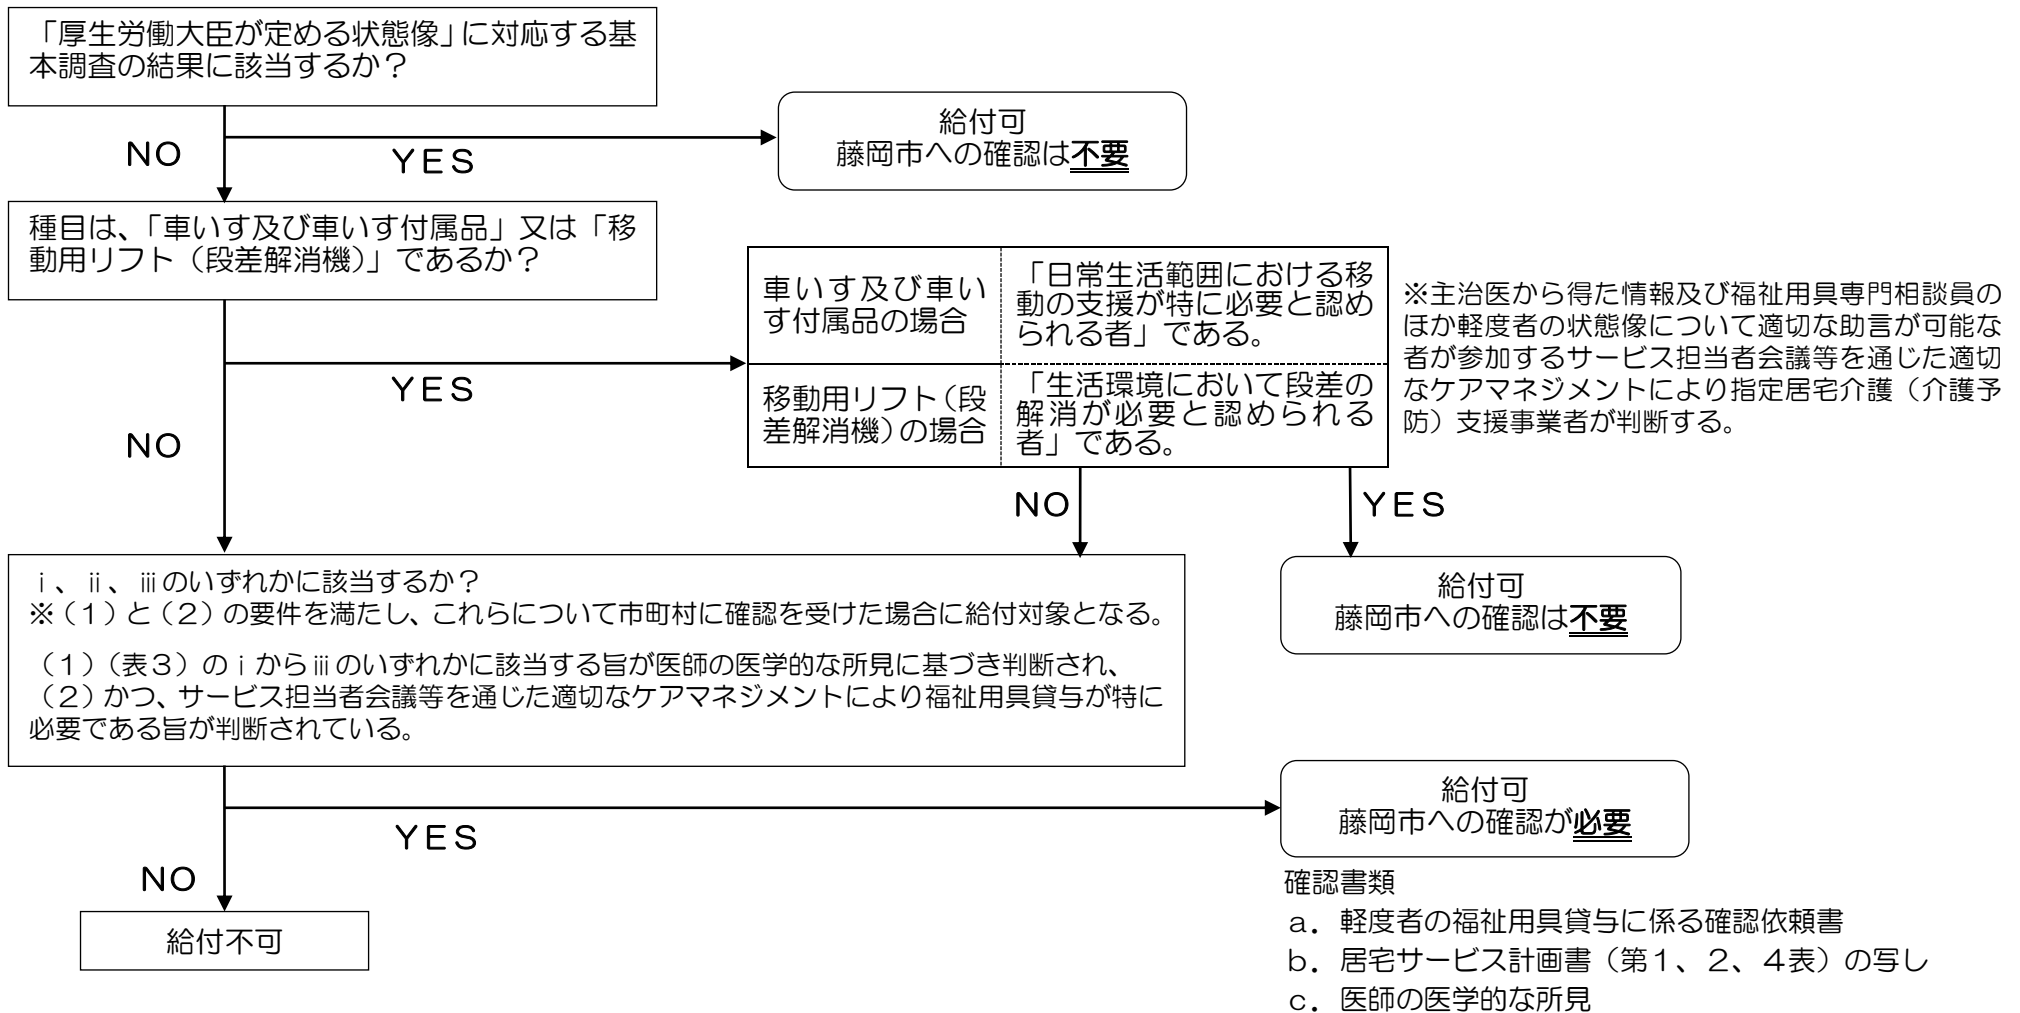 「厚生労働大臣が定める状態像」に対応する基
本調査の結果に該当するか？
給付可
藤岡市への確認は不要
NO
YES
種目は、「車いす及び車いす付属品」又は「移
動用リフト（段差解消機）」であるか？
車いす及び車い
す付属品の場合
「日常生活範囲における移
動の支援が特に必要と認め
られる者」である。
移動用リフト（段
差解消機）の場合
「生活環境において段差の
解消が必要と認められる
者」である。
※主治医から得た情報及び福祉用具専門相談員の
ほか軽度者の状態像について適切な助言が可能な
者が参加するサービス担当者会議等を通じた適切
なケアマネジメントにより指定居宅介護（介護予
防）支援事業者が判断する。
YES
NO
NO
YES
給付可
藤岡市への確認は不要
ⅰ、ⅱ、ⅲのいずれかに該当するか？
※（１）と（２）の要件を満たし、これらについて市町村に確認を受けた場合に給付対象となる。
（１）（表３）のⅰからⅲのいずれかに該当する旨が医師の医学的な所見に基づき判断され、
（２）かつ、サービス担当者会議等を通じた適切なケアマネジメントにより福祉用具貸与が特に
必要である旨が判断されている。
給付可
藤岡市への確認が必要
YES
NO
給付不可
確認書類
ａ．軽度者の福祉用具貸与に係る確認依頼書
ｂ．居宅サービス計画書（第１、２、４表）の写し
ｃ．医師の医学的な所見